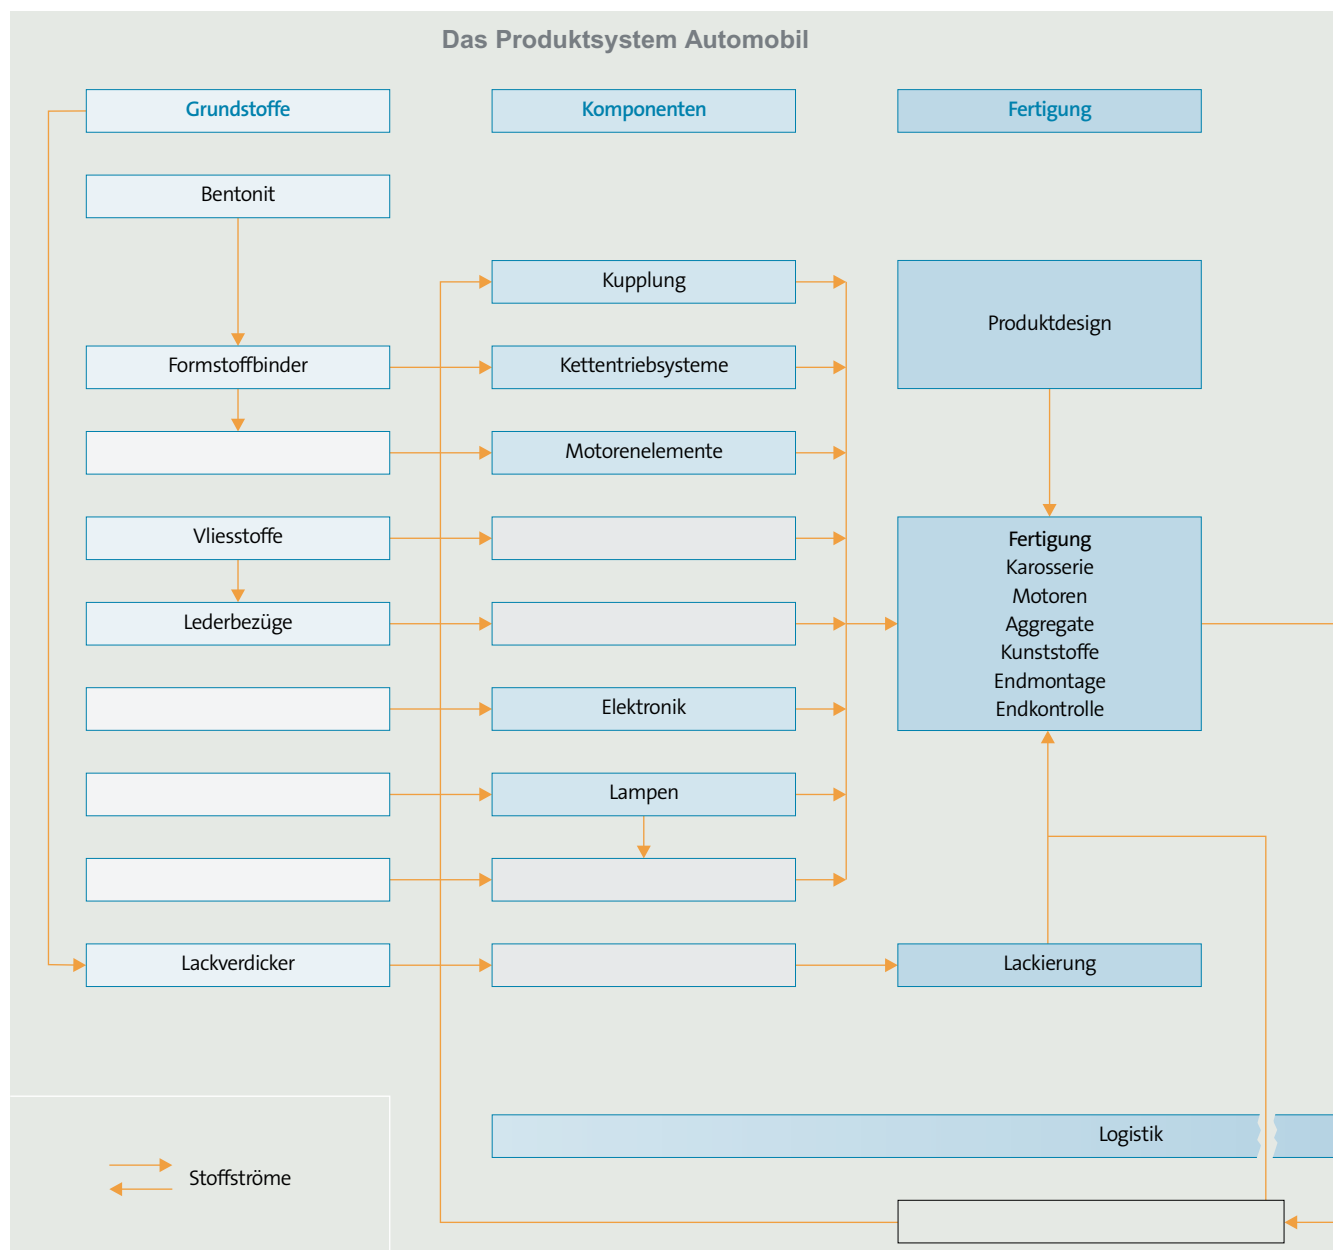 Das Produktsystem Automobil
Grundstoffe
Komponenten
Fertigung
Bentonit
Kupplung
Produktdesign
Formstoffbinder
Kettentriebsysteme
Motorenelemente
Vliesstoffe
Fertigung
Karosserie
Motoren
Aggregate
Kunststoffe
Endmontage
Endkontrolle
Lederbezüge
Elektronik
Lampen
Lackverdicker
Lackierung
Logistik
Stoffströme